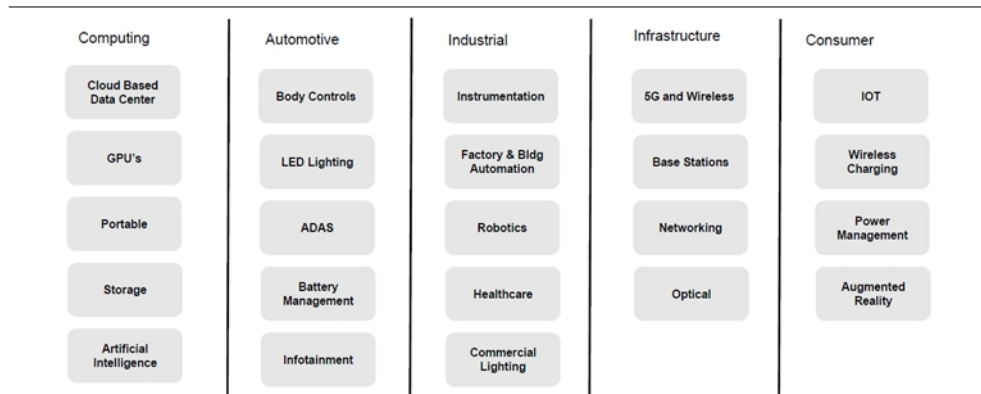 Computing
Cloud Based
Data Center
GPU's
Portable
Storage
Artificial
Intelligence
Automotive
Body Controls
LED Lighting
ADAS
Battery
Management
Infotainment
Industrial
Instrumentation
Factory & Bldg
Automation
Robotics
Healthcare
Commercial
Lighting
Infrastructure
5G and Wireless
Base Stations
Networking
Optical
Consumer
IOT
Wireless
Charging
Power
Management
Augmented
Reality